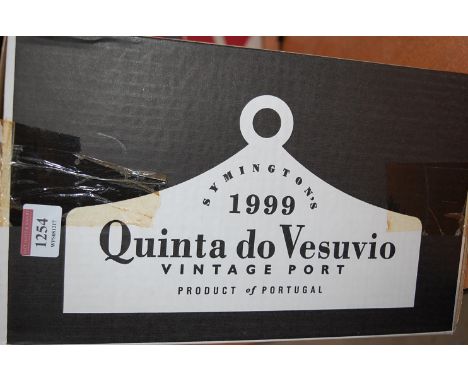 SYMINGTON'S
1999
Quinta do Vesuvio
VINTAGE PORT
PRODUCT of PORTUGAL
1254